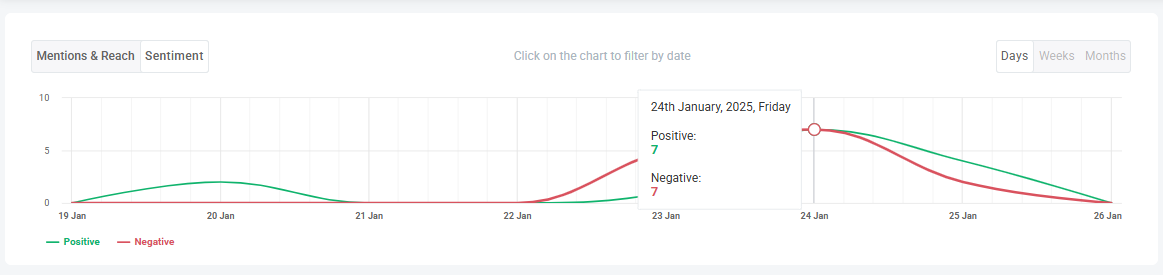 Mentions & Reach Sentiment Click on the chart to filter by date Days Weeks Months
10
24th January, 2025, Friday
Positive:
7
5
Negative:
7
0
19 Jan 20 Jan 21 Jan 22 Jan 23 Jan 24 Jan 25 Jan 26 Jan
Positive Negative